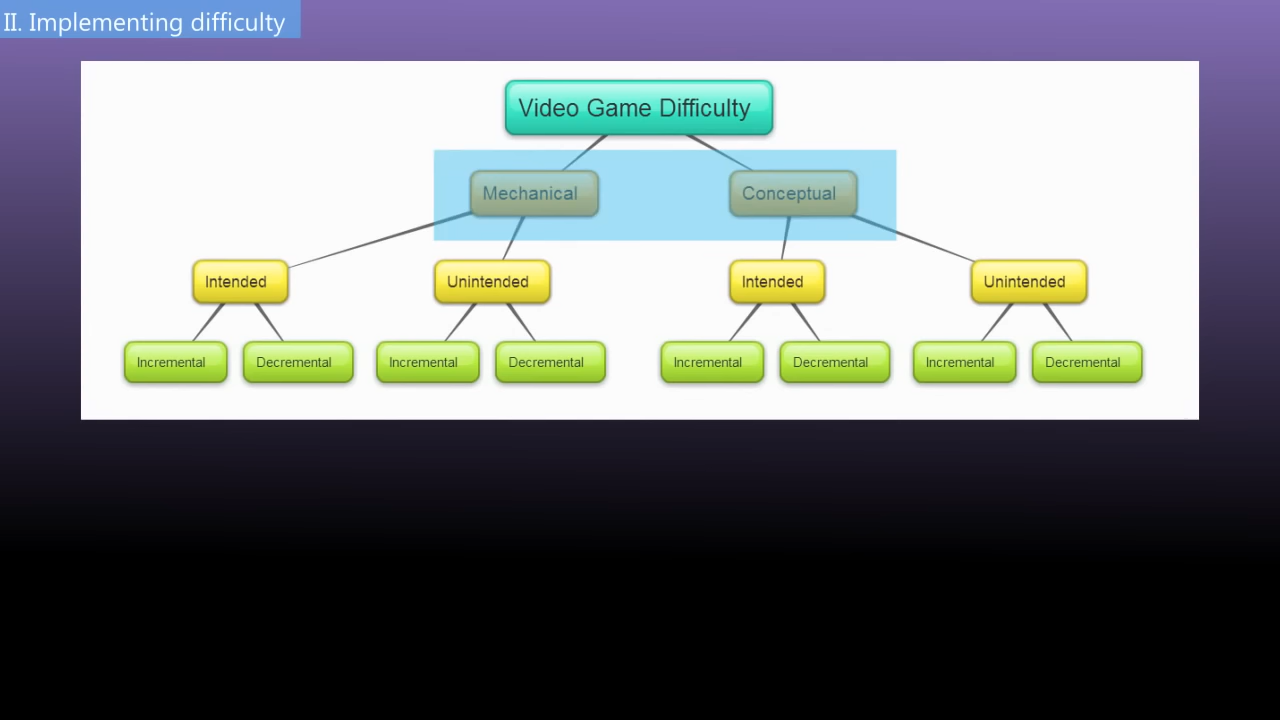 II. Implementing difficulty
Video Game Difficulty
Mechanical Conceptual
Intended Unintended Intended Unintended
Incremental Decremental Incremental Decremental Incremental Decremental Incremental Decremental